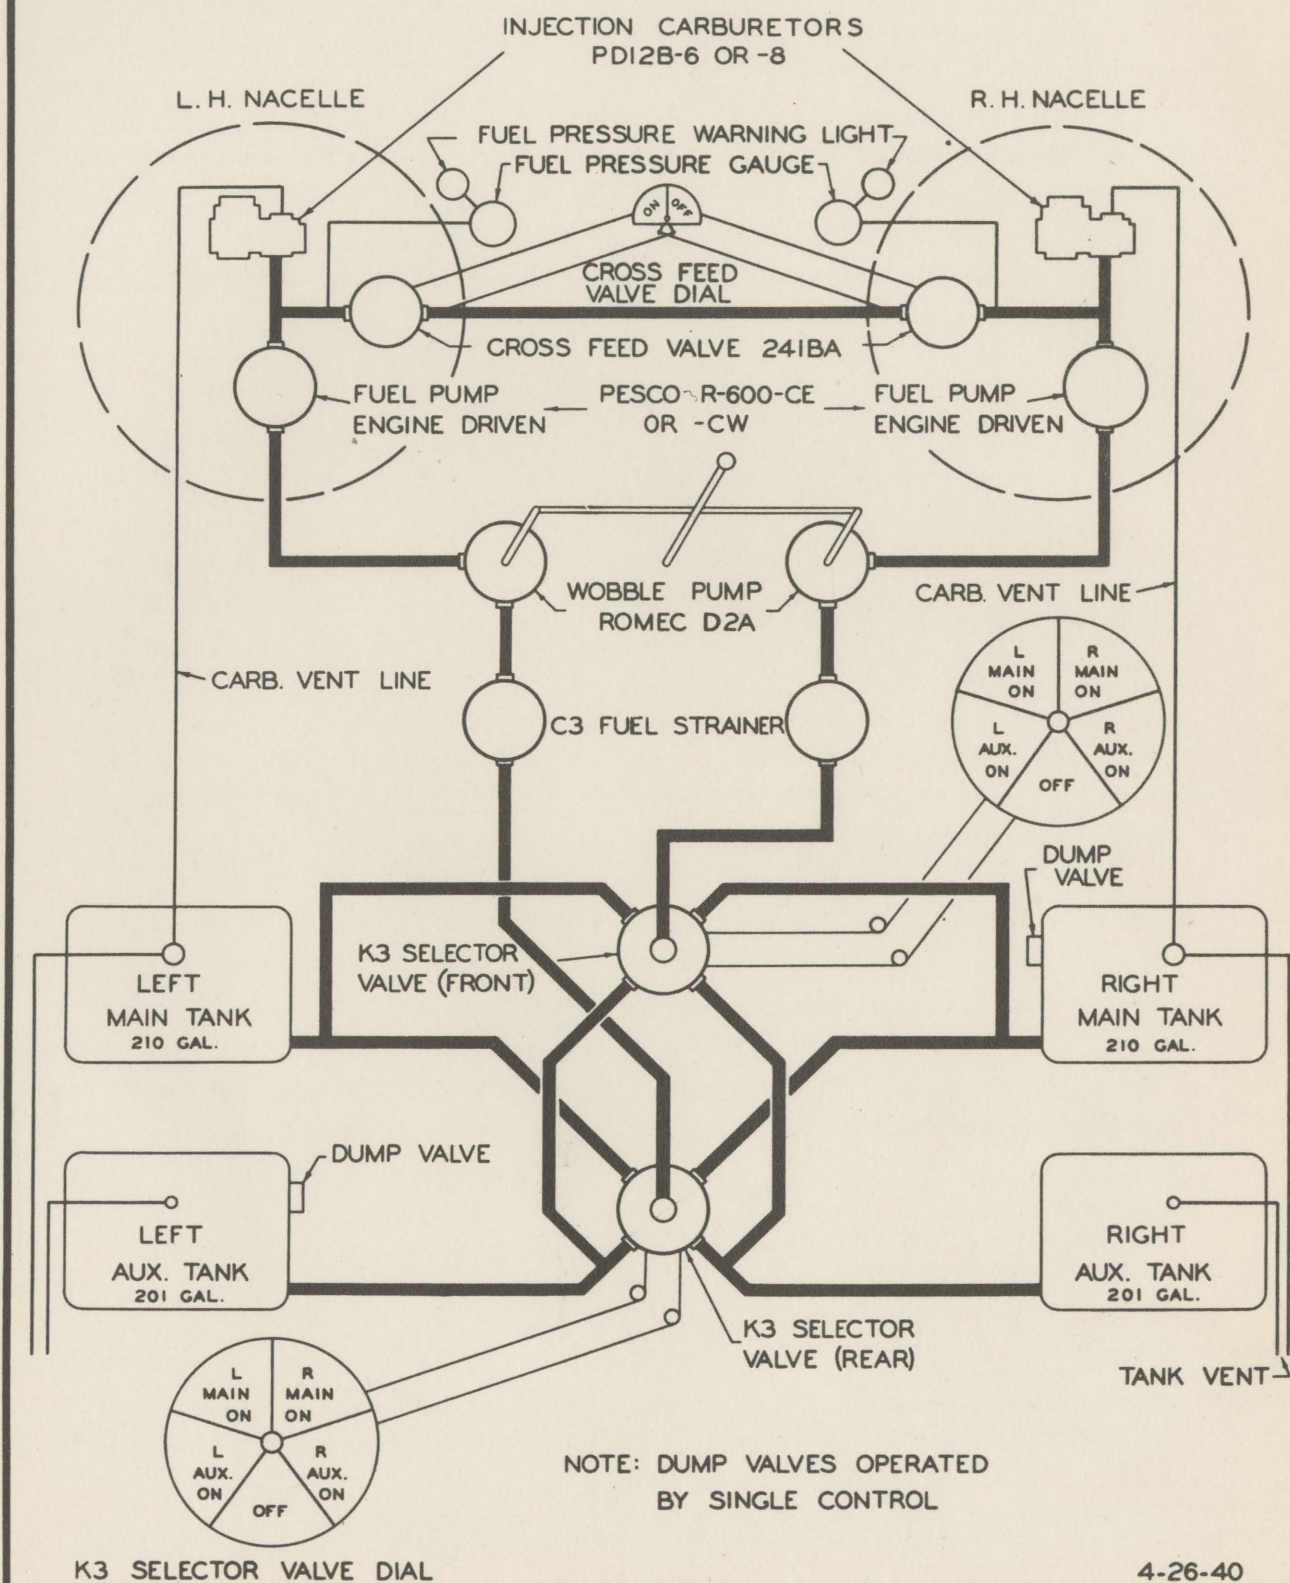 INJECTION CARBURETORS
PD12B-6 OR -8
L. H. NACELLE
R. H. NACELLE
FUEL PRESSURE WARNING LIGHT
FUEL PRESSURE GAUGE
ON
OFF
CROSS FEED
VALVE DIAL
CROSS FEED VALVE 241BA
FUEL PUMP
ENGINE DRIVEN
PESCO R-600-CE
OR -CW
FUEL PUMP
ENGINE DRIVEN
WOBBLE PUMP
ROMEC D2A
CARB. VENT LINE
CARB. VENT LINE
C3 FUEL STRAINER
L
MAIN
ON
R
MAIN
ON
L
AUX.
ON
R
AUX.
ON
OFF
DUMP
VALVE
K3 SELECTOR
VALVE (FRONT)
LEFT
MAIN TANK
210 GAL.
RIGHT
MAIN TANK
210 GAL.
DUMP VALVE
LEFT
AUX. TANK
201 GAL.
RIGHT
AUX. TANK
201 GAL.
K3 SELECTOR
VALVE (REAR)
TANK VENT
L
MAIN
ON
R
MAIN
ON
L
AUX.
ON
R
AUX.
ON
OFF
NOTE: DUMP VALVES OPERATED
BY SINGLE CONTROL
K3 SELECTOR VALVE DIAL
4-26-40